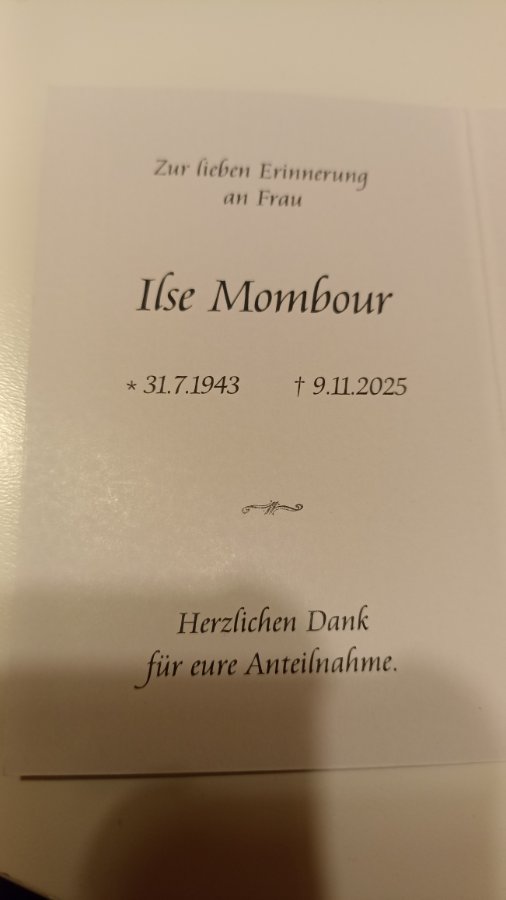 Zur lieben Erinnerung
an Frau
Ilse Mombour
* 31.7.1943 † 9.11.2025
Herzlichen Dank
für eure Anteilnahme.